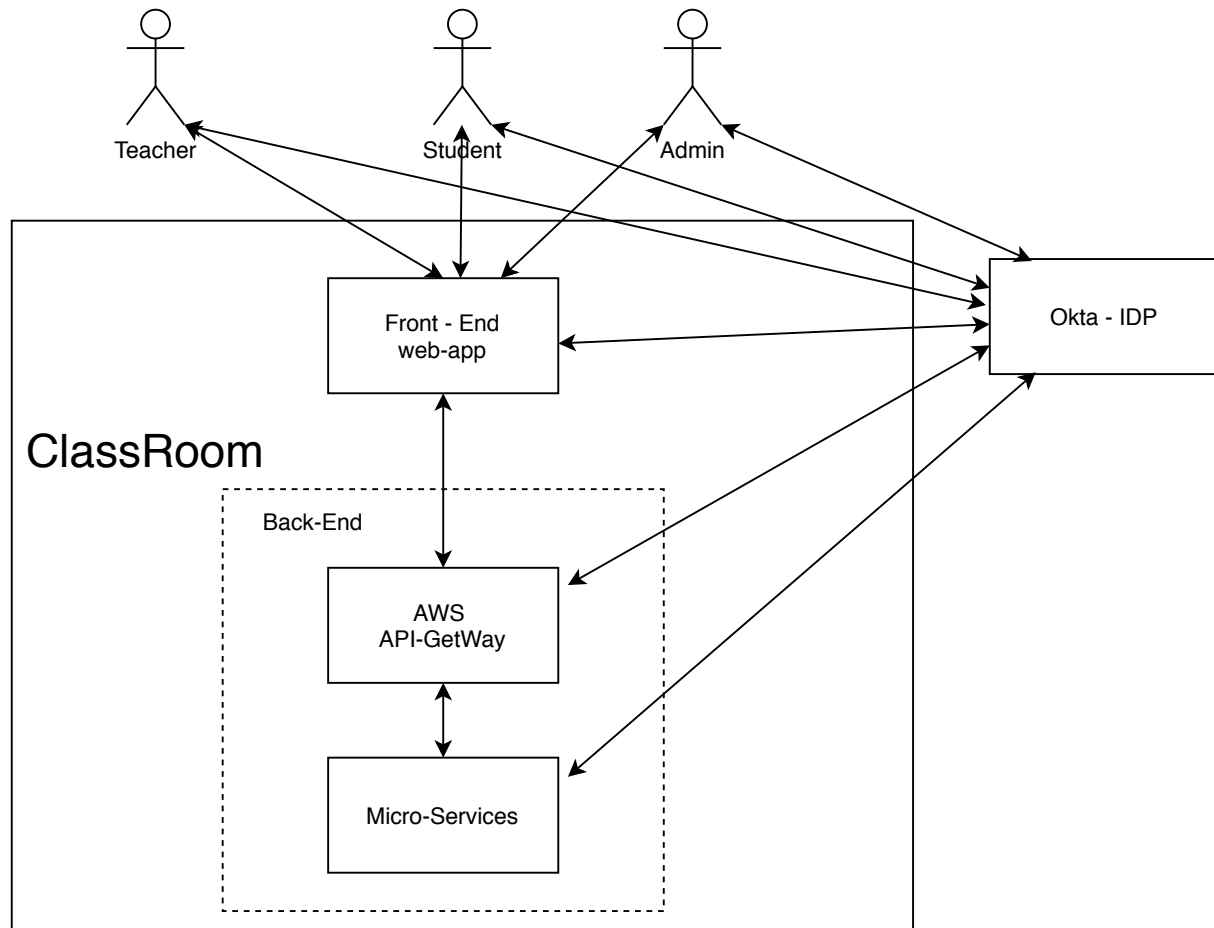 Teacher
Student
Admin
Front - End
web-app
Okta - IDP
ClassRoom
Back-End
AWS
API-GetWay
Micro-Services